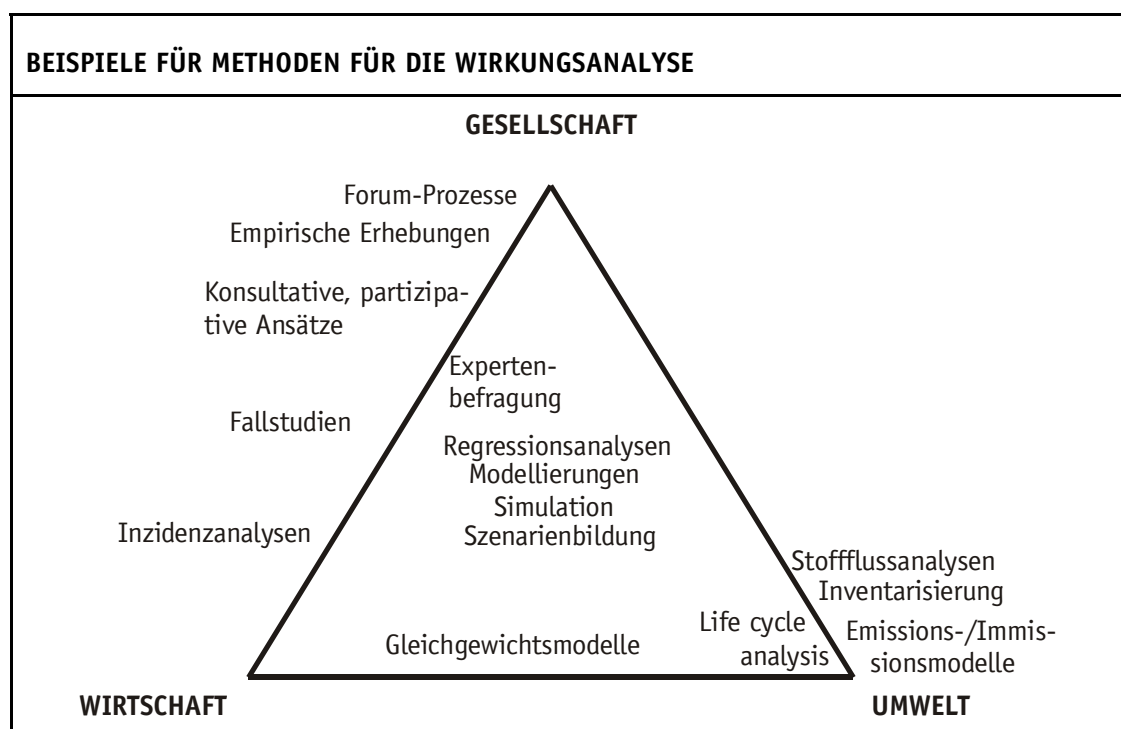 BEISPIELE FÜR METHODEN FÜR DIE WIRKUNGSANALYSE
GESELLSCHAFT
Forum-Prozesse
Empirische Erhebungen
Konsultative, partizipa-
tive Ansätze
Experten-
befragung
Fallstudien
Regressionsanalysen
Modellierungen
Simulation
Szenarienbildung
Inzidenzanalysen
Stoffflussanalysen
Inventarisierung
Life cycle
analysis
Emissions-/Immis-
sionsmodelle
Gleichgewichtsmodelle
WIRTSCHAFT
UMWELT